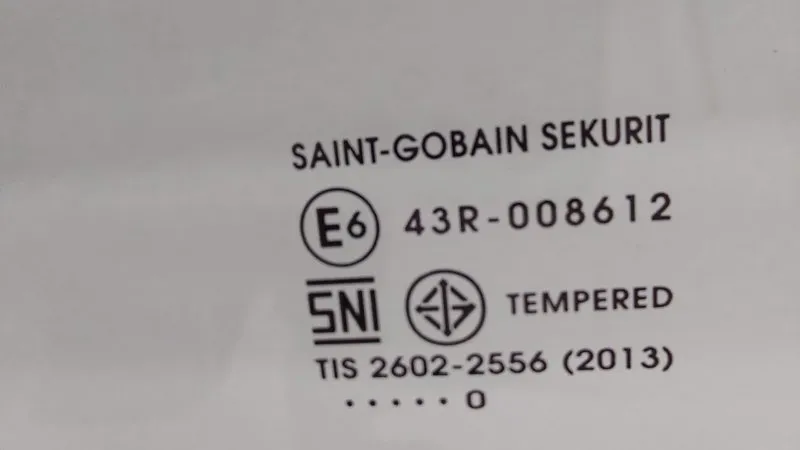 SAINT-GOBAIN SEKURIT
E6 43R-008612
SNI TEMPERED
TIS 2602-2556 (2013)
.....0